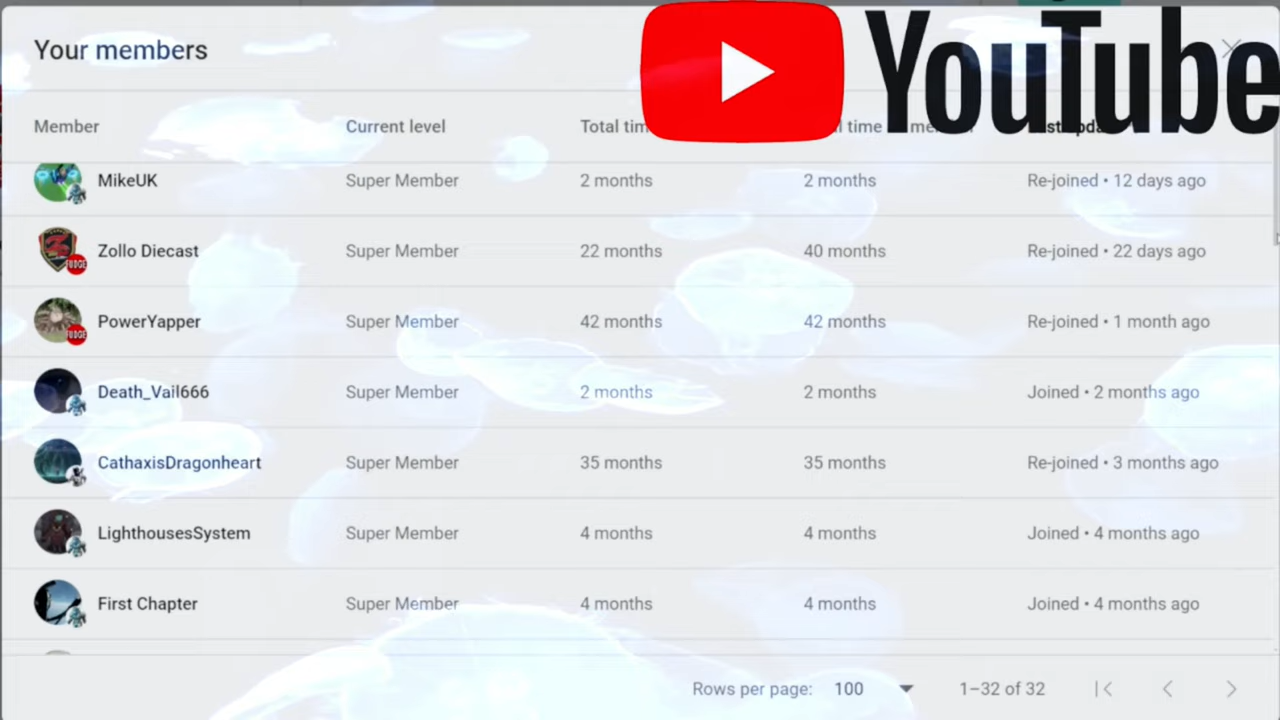 YouTube
Your members
Member Current level Total tim time me
MikeUK Super Member 2 months 2 months Re-joined • 12 days ago
Zollo Diecast Super Member 22 months 40 months Re-joined • 22 days ago
FUDGE
PowerYapper Super Member 42 months 42 months Re-joined • 1 month ago
FUDGE
Death_Vail666 Super Member 2 months 2 months Joined • 2 months ago
CathaxisDragonheart Super Member 35 months 35 months Re-joined • 3 months ago
LighthousesSystem Super Member 4 months 4 months Joined • 4 months ago
First Chapter Super Member 4 months 4 months Joined • 4 months ago
Rows per page: 100 1–32 of 32